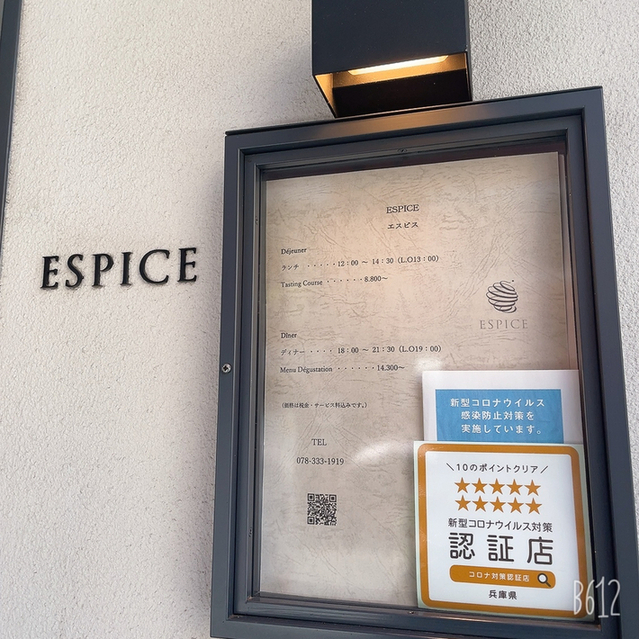 ESPICE
ESPICE
エスピス
Déjeuner
ランチ ・・・・・12：00 ～ 14：30（L.O13：00）
Tasting Course ・・・・・・8.800～
ESPICE
Dîner
ディナー ・・・・ 18：00 ～ 21：30（L.O19：00）
Menu Dégustation ・・・・・・14.300～
（価格は税金・サービス料込みです。）
TEL
078-333-1919
新型コロナウイルス
感染防止対策を
実施しています。
＼10のポイントクリア／
★★★★★
★★★★★
新型コロナウイルス対策
認証店
コロナ対策認証店
兵庫県
B612